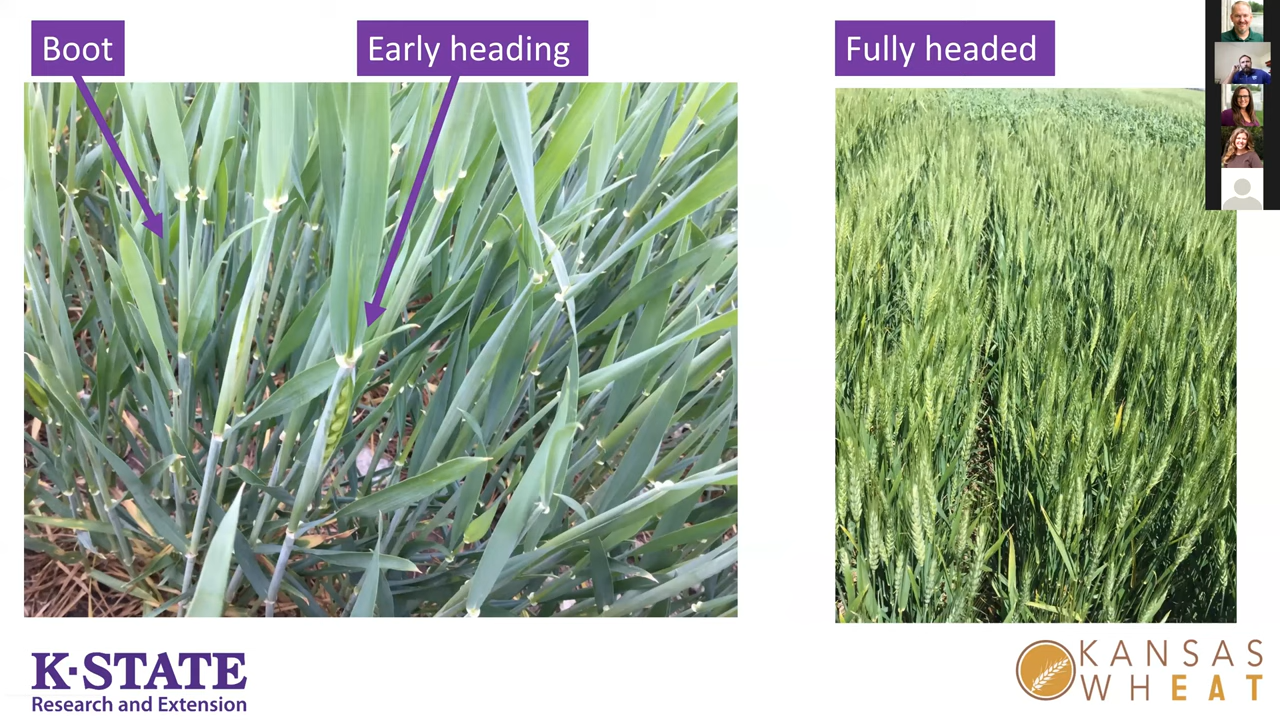 Boot
Early heading
Fully headed
K-STATE
Research and Extension
KANSAS
WHEAT